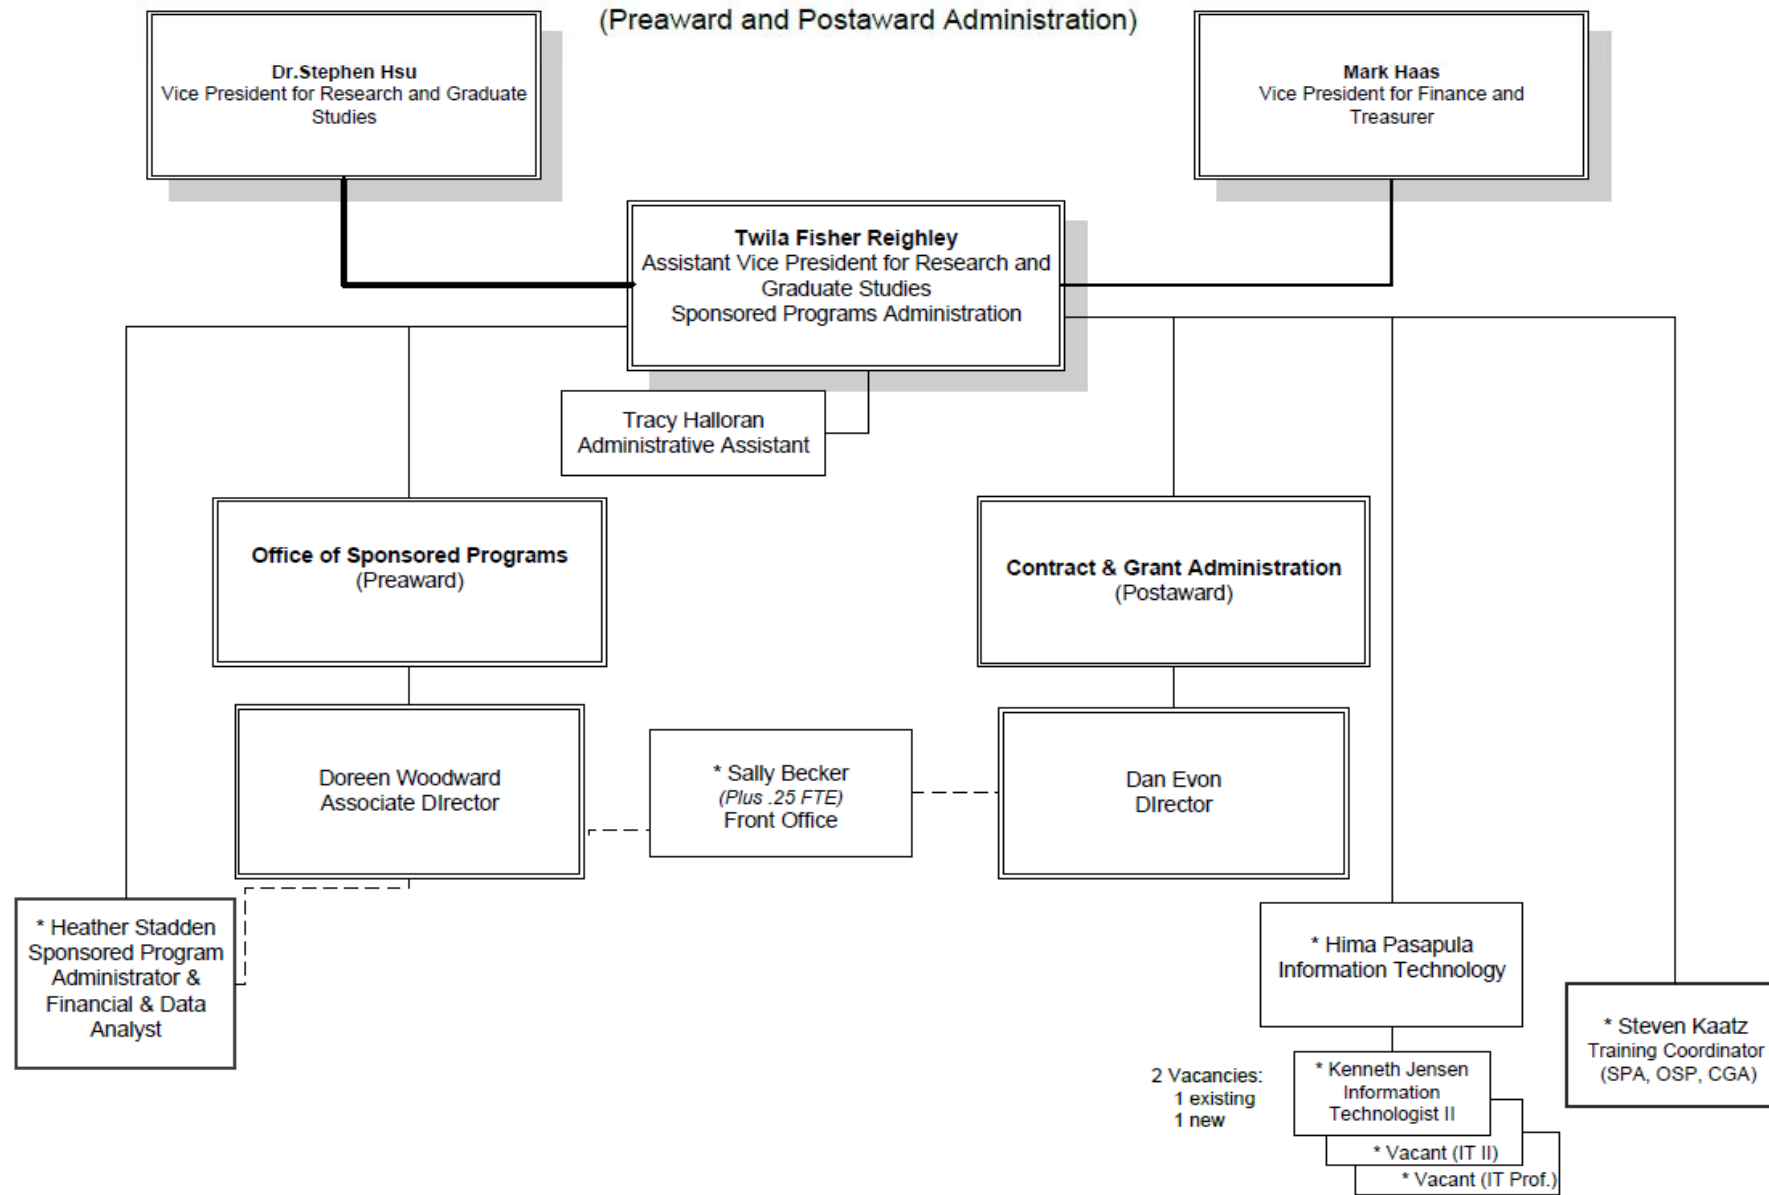 (Preaward and Postaward Administration)
Dr.Stephen Hsu
Vice President for Research and Graduate
Studies
Mark Haas
Vice President for Finance and
Treasurer
Twila Fisher Reighley
Assistant Vice President for Research and
Graduate Studies
Sponsored Programs Administration
Tracy Halloran
Administrative Assistant
Office of Sponsored Programs
(Preaward)
Contract & Grant Administration
(Postaward)
Doreen Woodward
Associate DIrector
* Sally Becker
(Plus .25 FTE)
Front Office
Dan Evon
DIrector
* Heather Stadden
Sponsored Program
Administrator &
Financial & Data
Analyst
* Hima Pasapula
Information Technology
* Steven Kaatz
Training Coordinator
(SPA, OSP, CGA)
2 Vacancies:
1 existing
1 new
* Kenneth Jensen
Information
Technologist II
* Vacant (IT II)
* Vacant (IT Prof.)